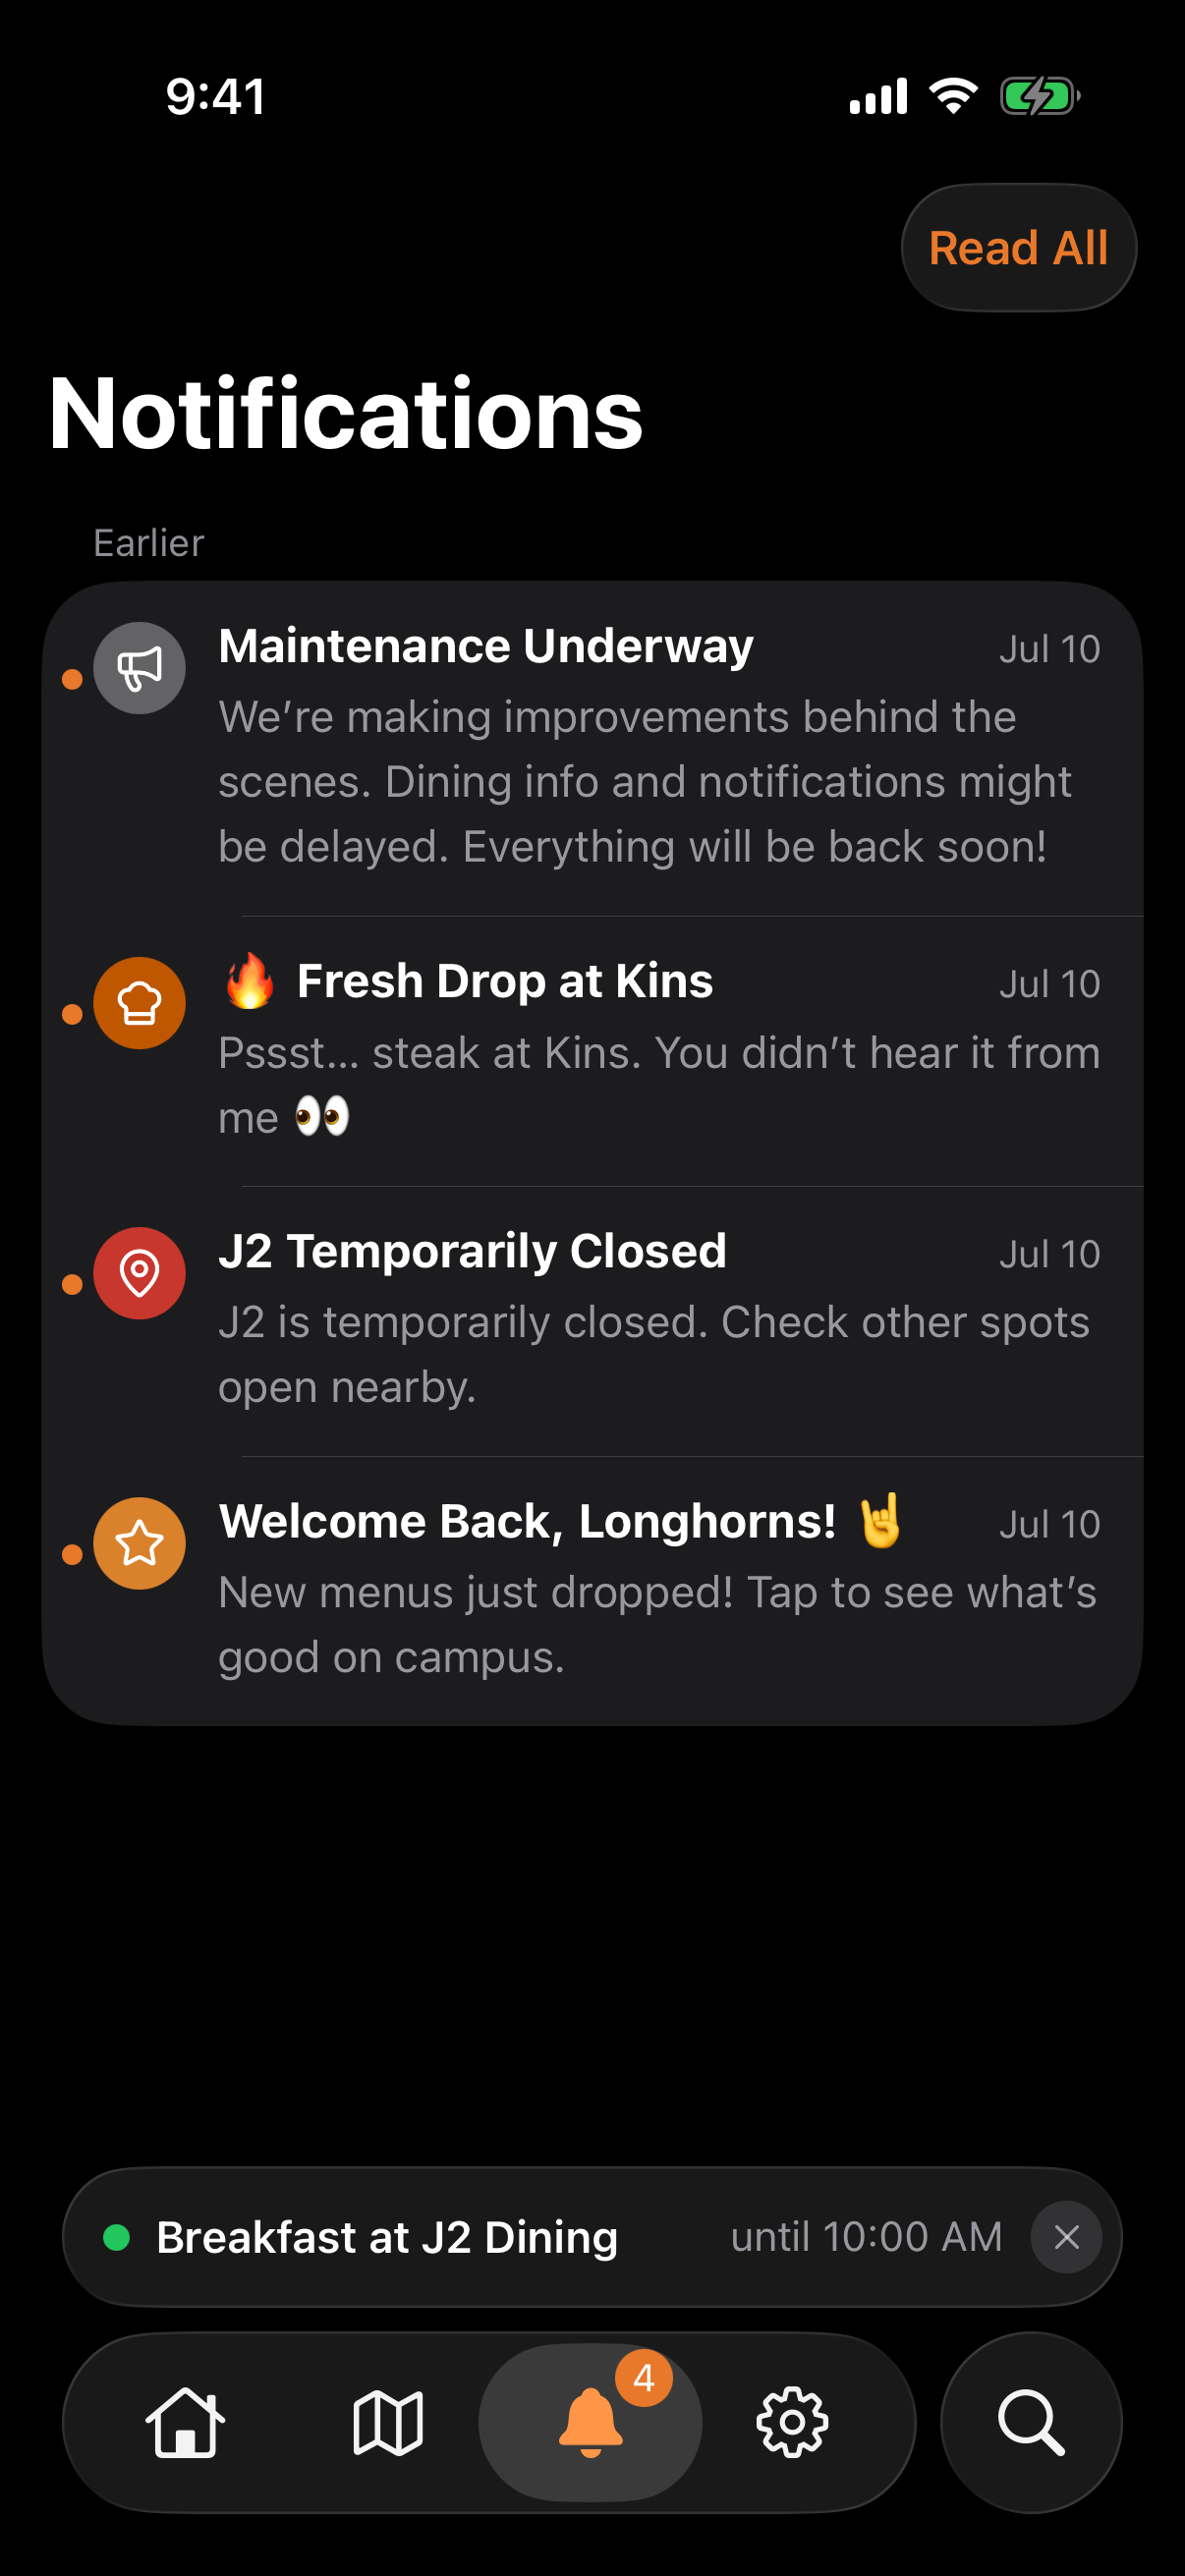 9:41
Read All
Notifications
Earlier
Maintenance Underway
Jul 10
We’re making improvements behind the
scenes. Dining info and notifications might
be delayed. Everything will be back soon!
🔥 Fresh Drop at Kins
Jul 10
Pssst... steak at Kins. You didn’t hear it from
me 👀
J2 Temporarily Closed
Jul 10
J2 is temporarily closed. Check other spots
open nearby.
Welcome Back, Longhorns! 🤘
Jul 10
New menus just dropped! Tap to see what’s
good on campus.
Breakfast at J2 Dining
until 10:00 AM
4